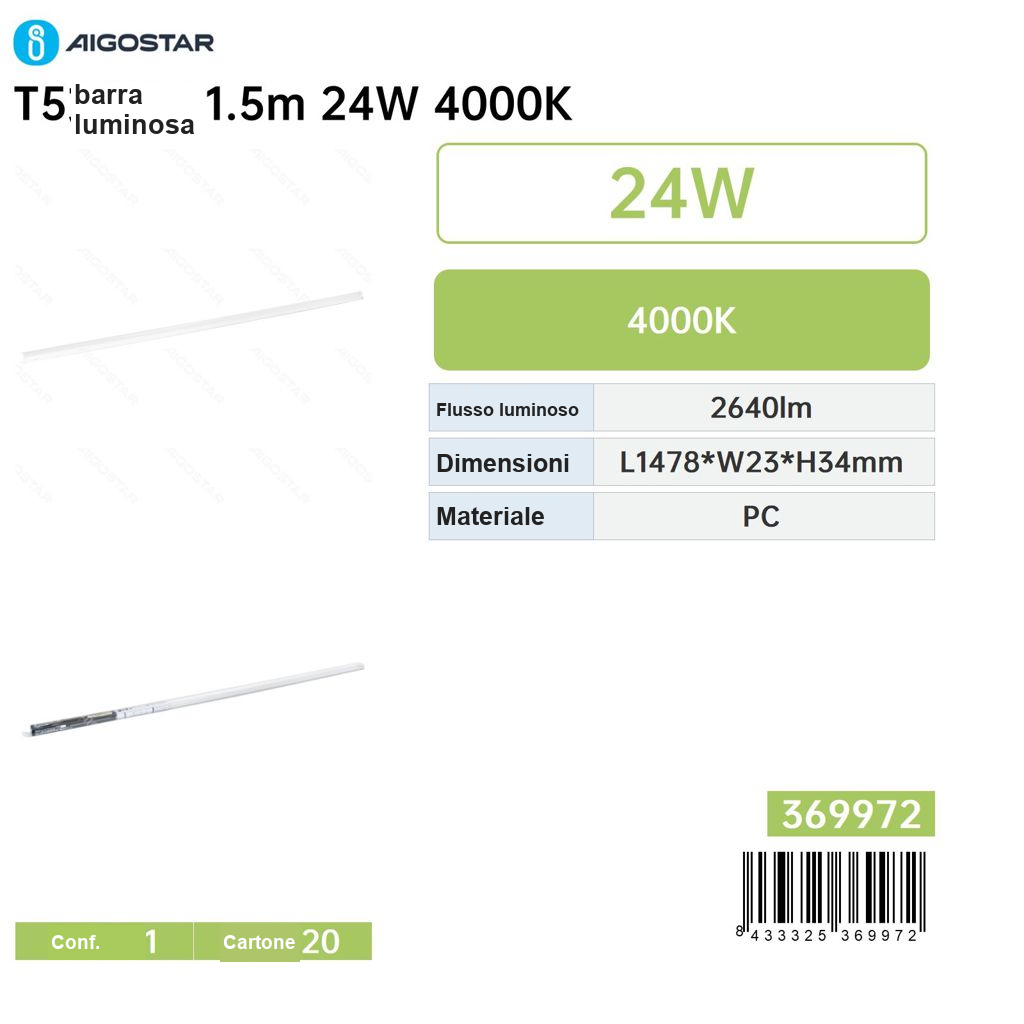 AIGOSTAR
T5 barra luminosa 1.5m 24W 4000K
24W
4000K
Flusso luminoso 2640lm
Dimensioni L1478*W23*H34mm
Materiale PC
369972
8 433325 369972
Conf. 1 Cartone 20